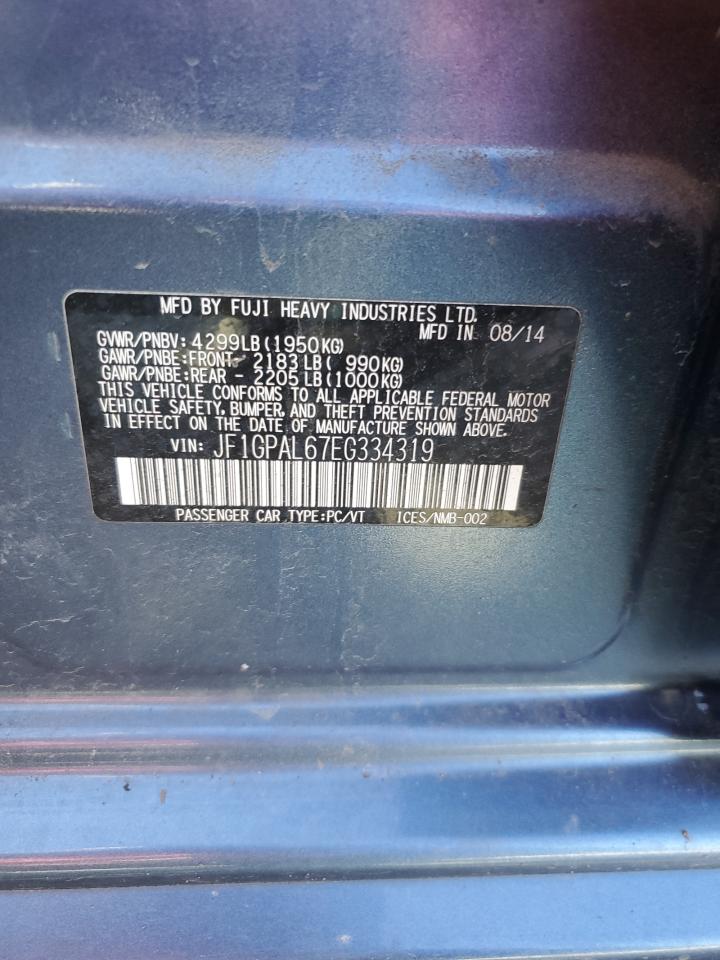 MFD BY FUJI HEAVY INDUSTRIES LTD.
MFD IN 08/14
GVWR/PNBV: 4299LB(1950KG)
GAWR/PNBE:FRONT- 2183LB( 990KG)
GAWR/PNBE:REAR - 2205LB(1000KG)
THIS VEHICLE CONFORMS TO ALL APPLICABLE FEDERAL MOTOR
VEHICLE SAFETY, BUMPER, AND THEFT PREVENTION STANDARDS
IN EFFECT ON THE DATE OF MANUFACTURE SHOWN ABOVE.
VIN: JF1GPAL67EG334319
PASSENGER CAR TYPE:PC/VT ICES/NMB-002